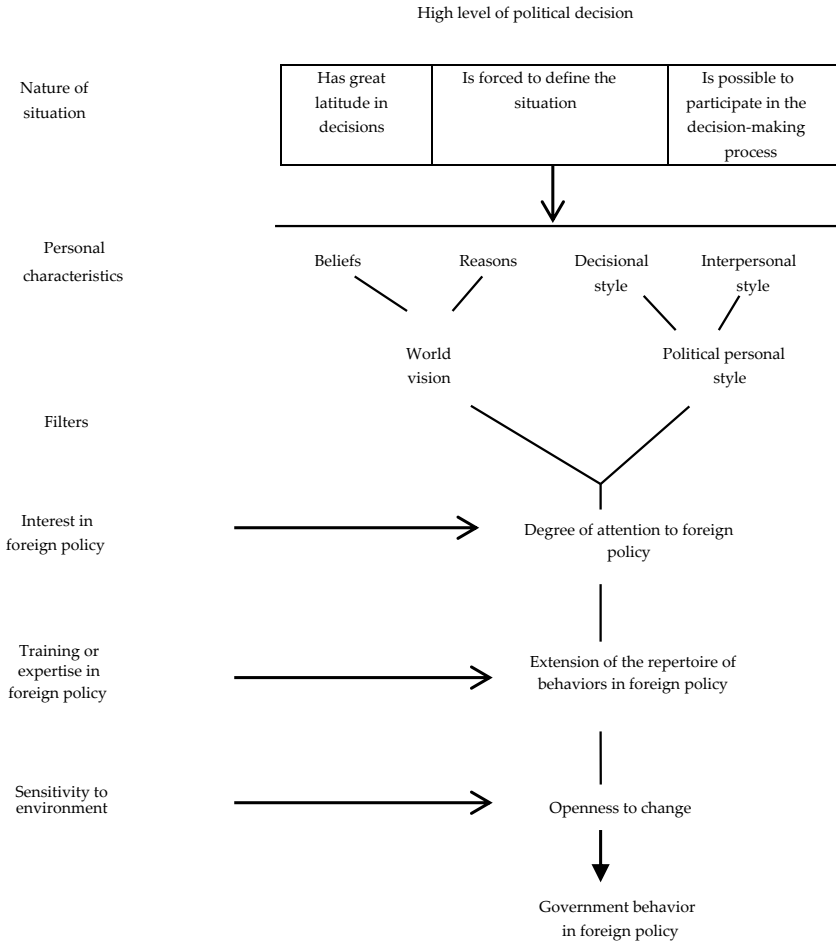 High level of political decision
Nature of
situation
Has great
latitude in
decisions
Is forced to define the
situation
Is possible to
participate in the
decision-making
process
Personal
characteristics
Beliefs
Reasons
Decisional
style
Interpersonal
style
World
vision
Political personal
style
Filters
Interest in
foreign policy
Degree of attention to foreign
policy
Training or
expertise in
foreign policy
Extension of the repertoire of
behaviors in foreign policy
Sensitivity to
environment
Openness to change
Government behavior
in foreign policy